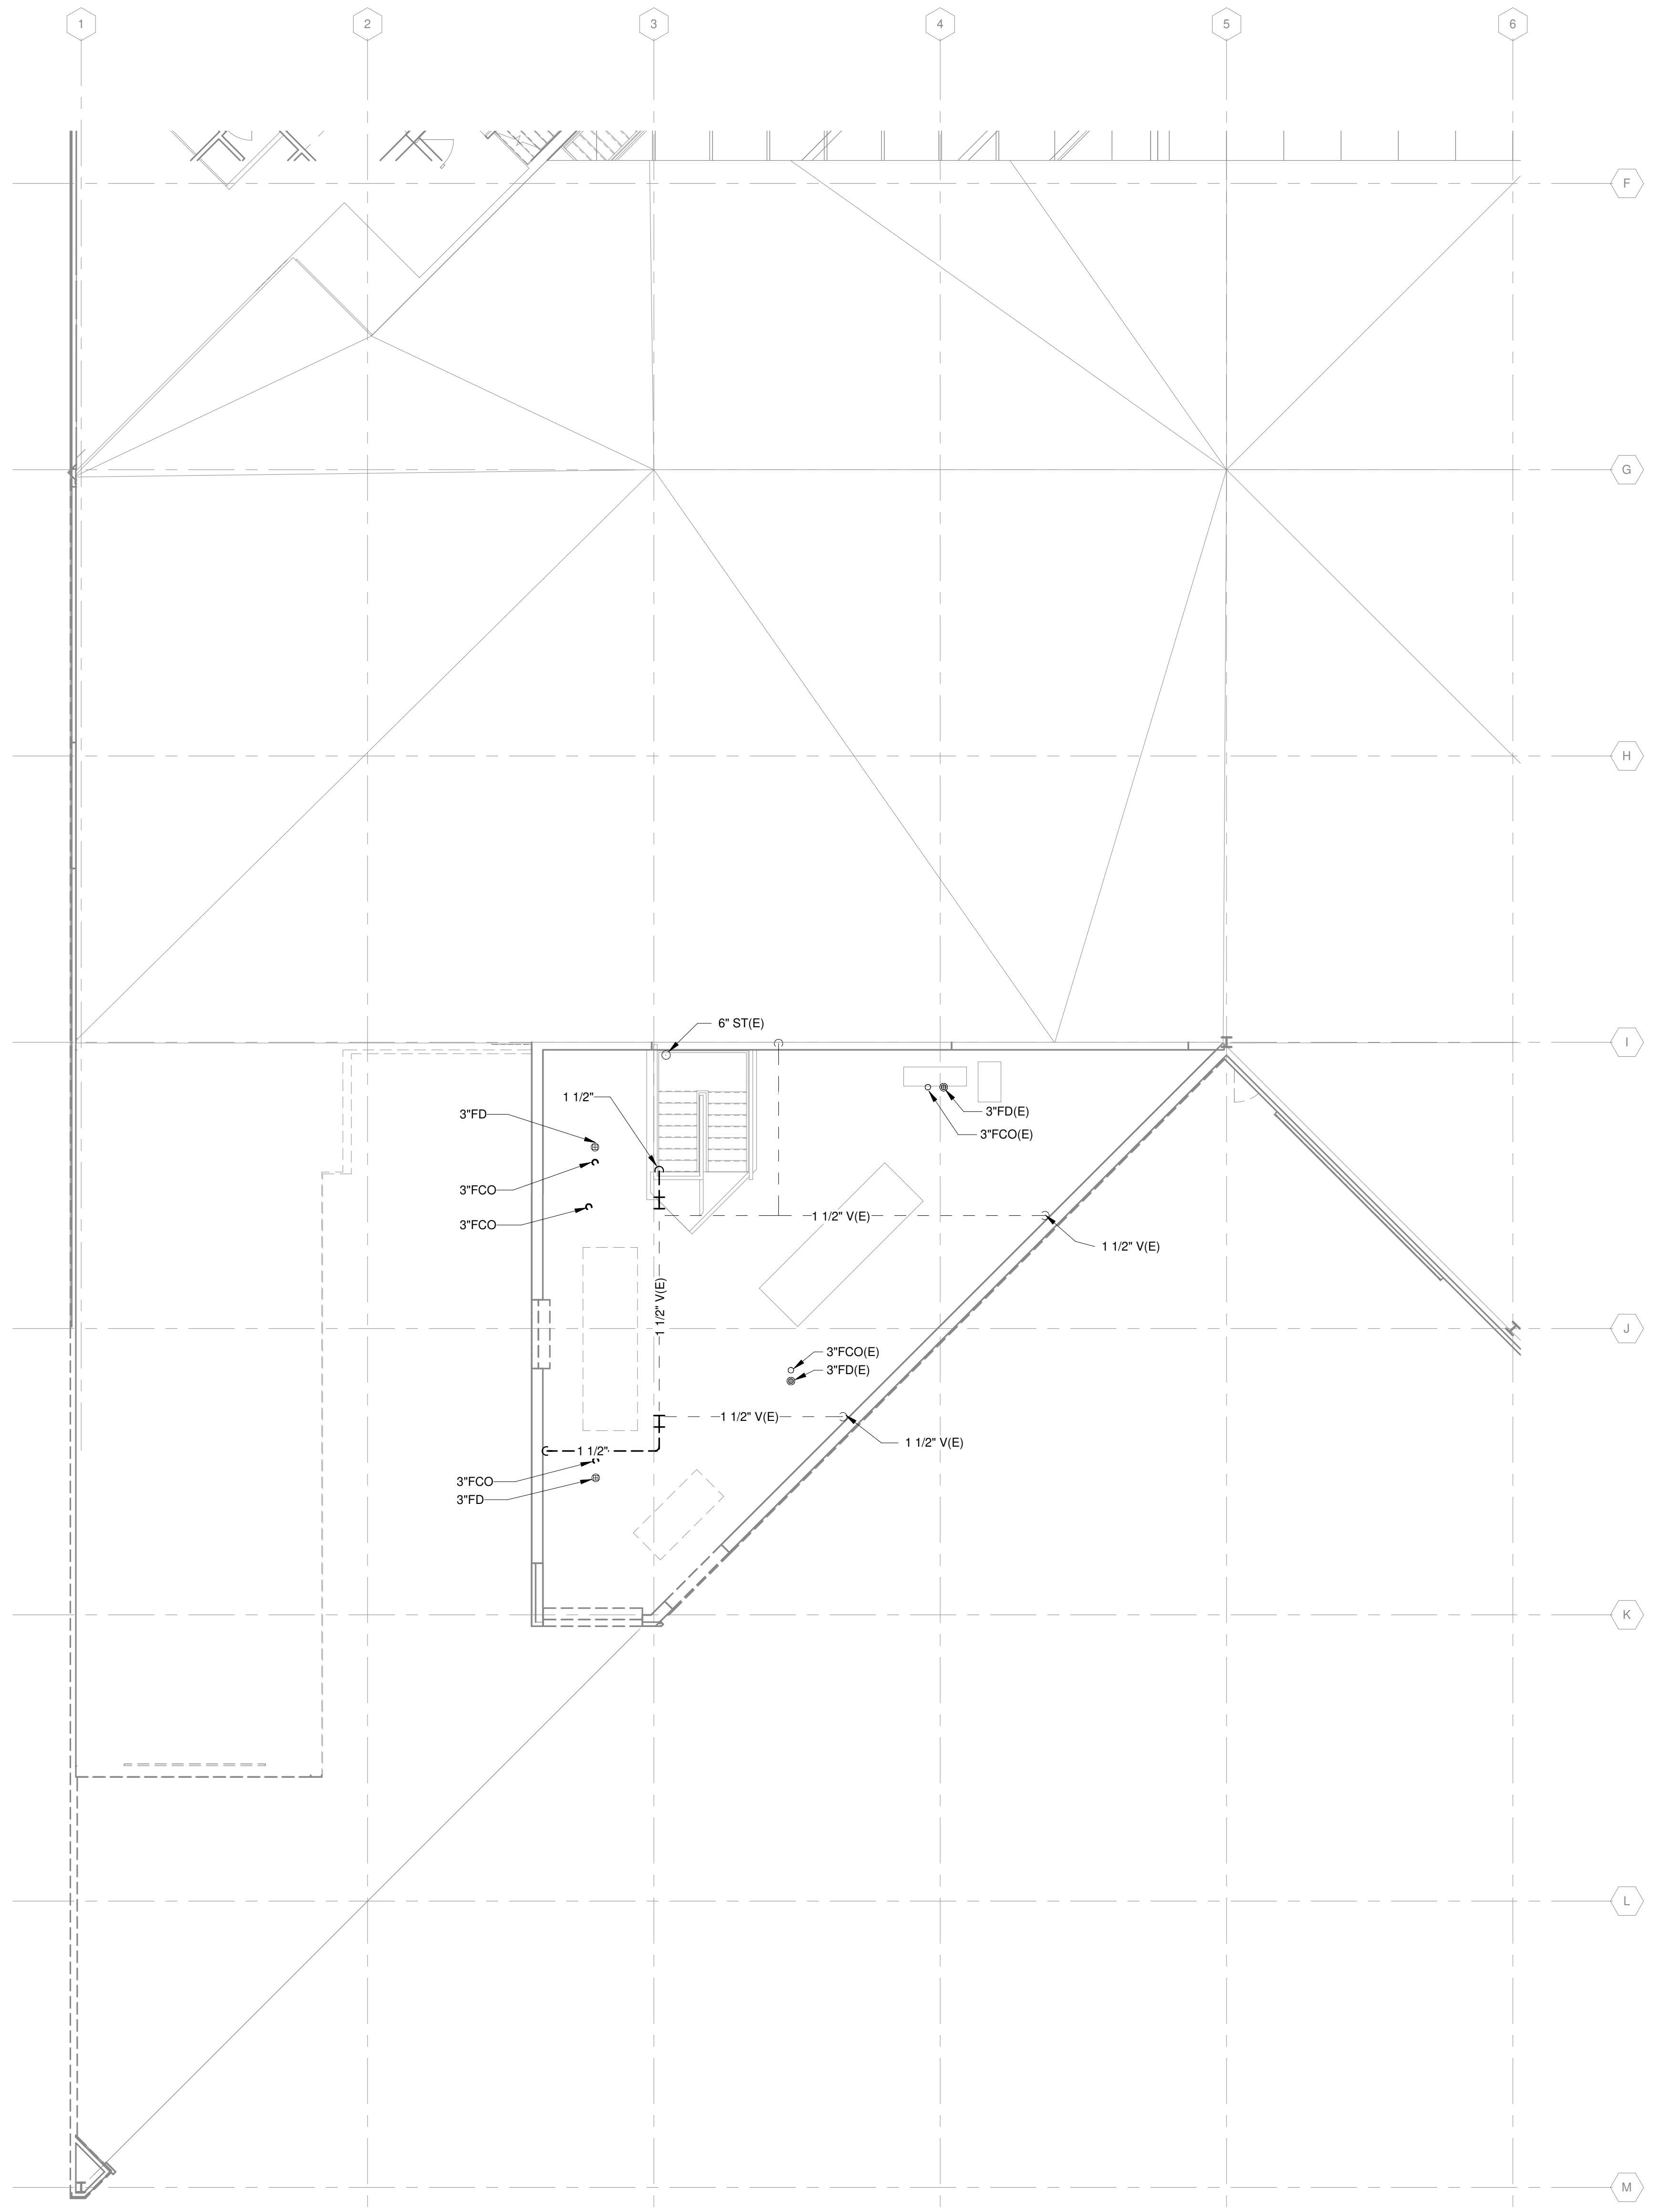 1
2
3
4
5
6
F
G
H
I
6" ST(E)
1 1/2"
3"FD
3"FD(E)
3"FCO(E)
3"FCO
3"FCO
1 1/2" V(E)
1 1/2" V(E)
1 1/2" V(E)
J
3"FCO(E)
3"FD(E)
1 1/2" V(E)
1 1/2" V(E)
1 1/2"
3"FCO
3"FD
K
L
M